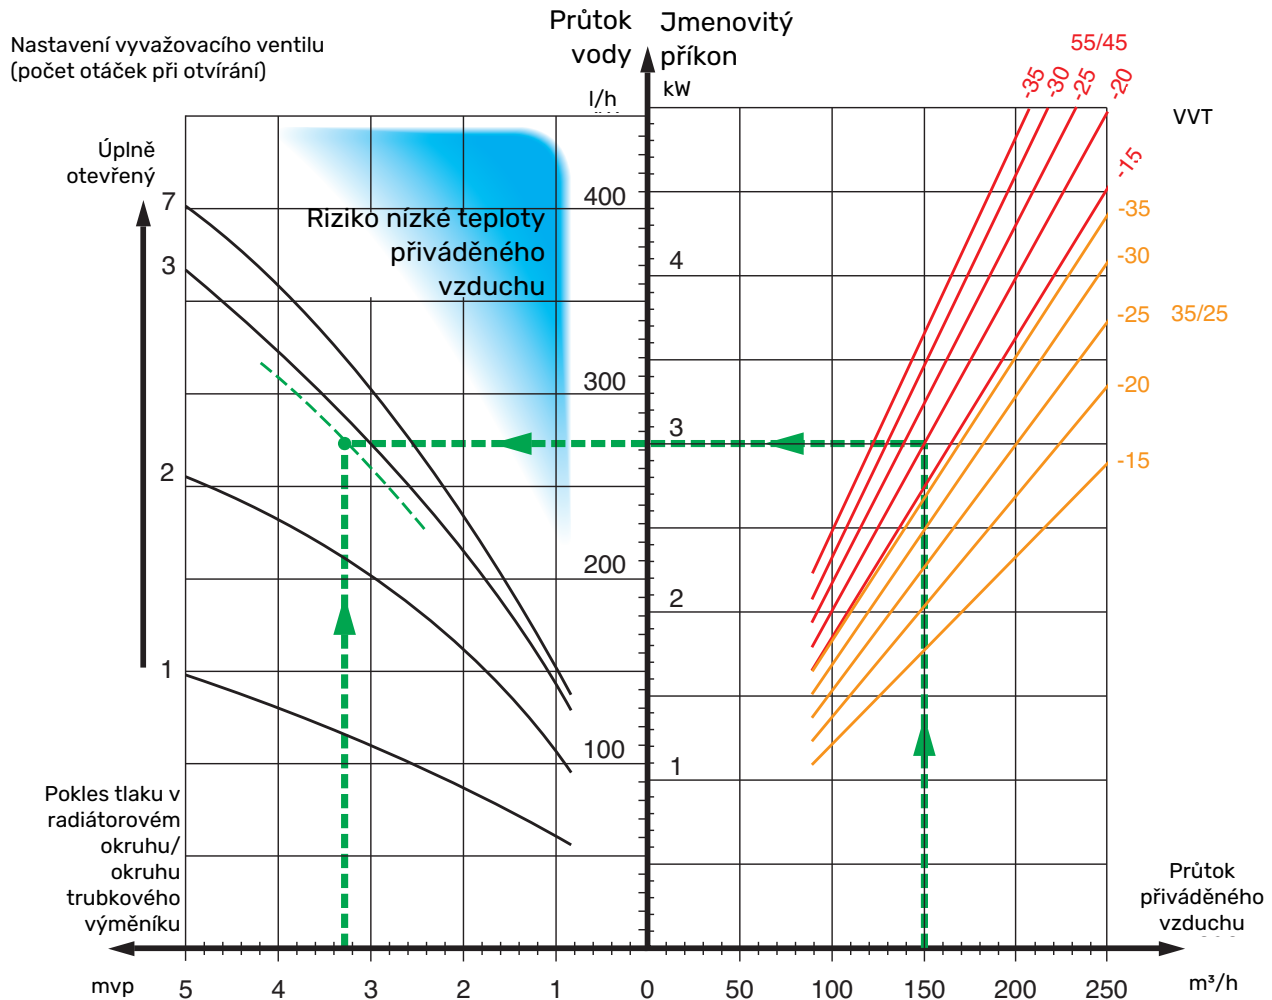 Průtok
vody
Jmenovitý
příkon
Nastavení vyvažovacího ventilu
(počet otáček při otvírání)
l/h
kW
55/45
-35
-30
-25
-20
-15
VVT
Úplně
otevřený
7
3
2
1
Riziko nízké teploty
přiváděného
vzduchu
400
300
200
100
4
3
2
1
-35
-30
-25
35/25
-20
-15
Pokles tlaku v
radiátorovém
okruhu/
okruhu
trubkového
výměníku
Průtok
přiváděného
vzduchu
mvp
5
4
3
2
1
0
50
100
150
200
250
m³/h